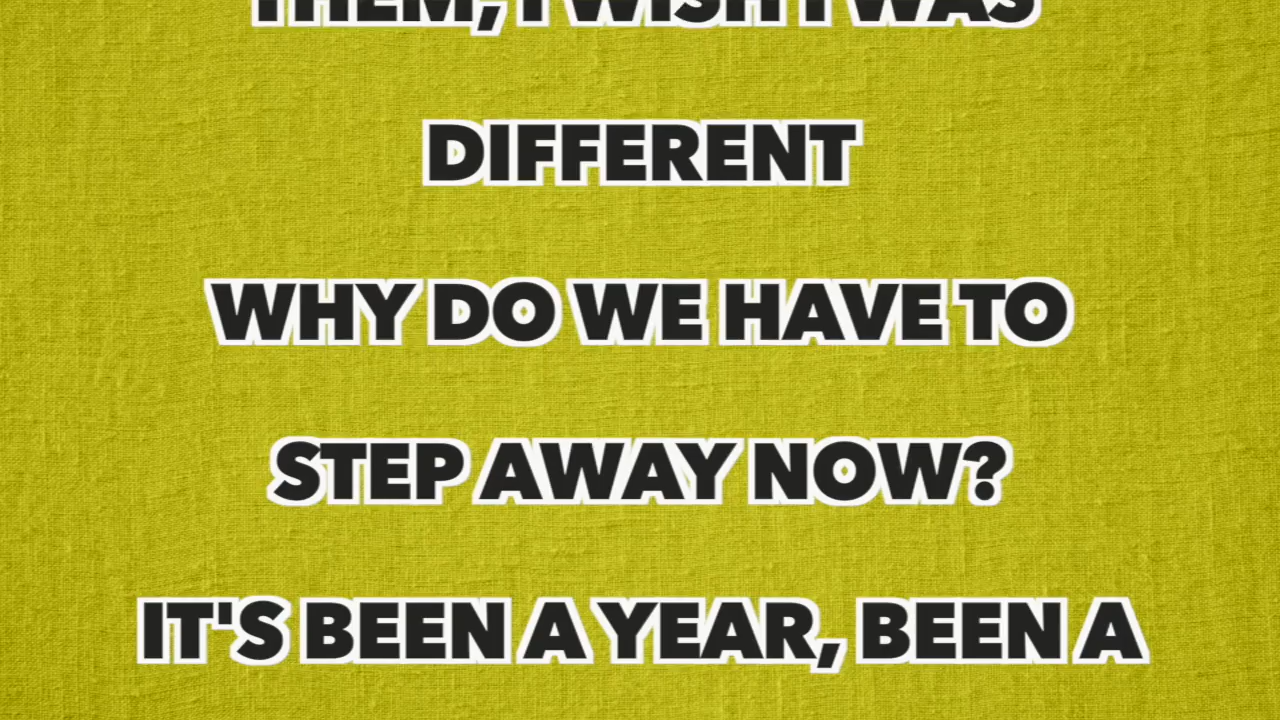 THEM, I WISH I WAS
DIFFERENT
WHY DO WE HAVE TO
STEP AWAY NOW?
IT'S BEEN A YEAR, BEEN A